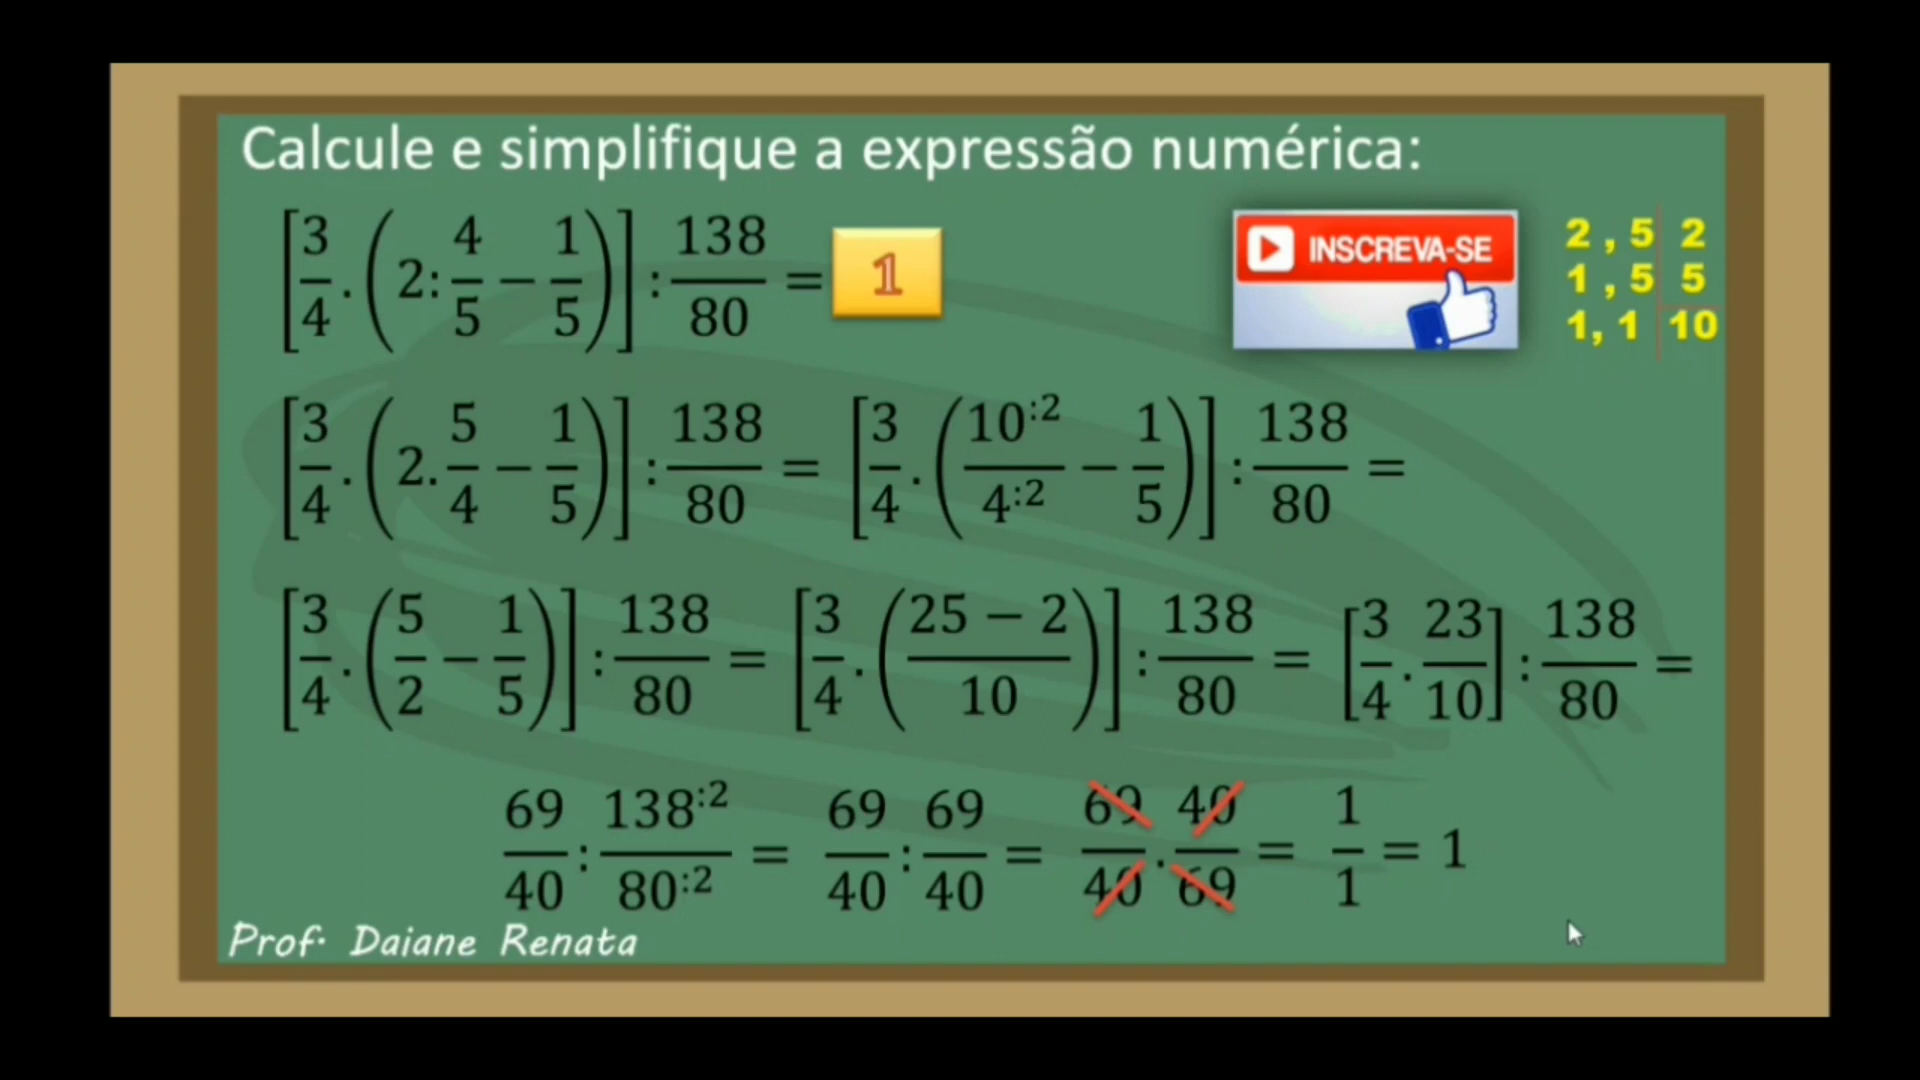 Calcule e simplifique a expressão numérica:
[3/4 . (2: 4/5 − 1/5)] : 138/80 = 1
INSCREVA-SE
2 , 5 2
1 , 5 5
1, 1 10
[3/4 . (2. 5/4 − 1/5)] : 138/80 = [3/4 . (10:2/4:2 − 1/5)] : 138/80 =
[3/4 . (5/2 − 1/5)] : 138/80 = [3/4 . (25 − 2/10)] : 138/80 = [3/4 . 23/10] : 138/80 =
69/40 : 138:2/80:2 = 69/40 : 69/40 = 69/40 . 40/69 = 1/1 = 1
Prof. Daiane Renata